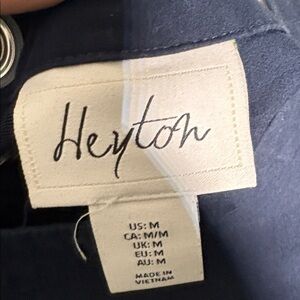 Heyton
US: M
CA: M/M
UK: M
EU: M
AU: M
MADE IN
VIETNAM